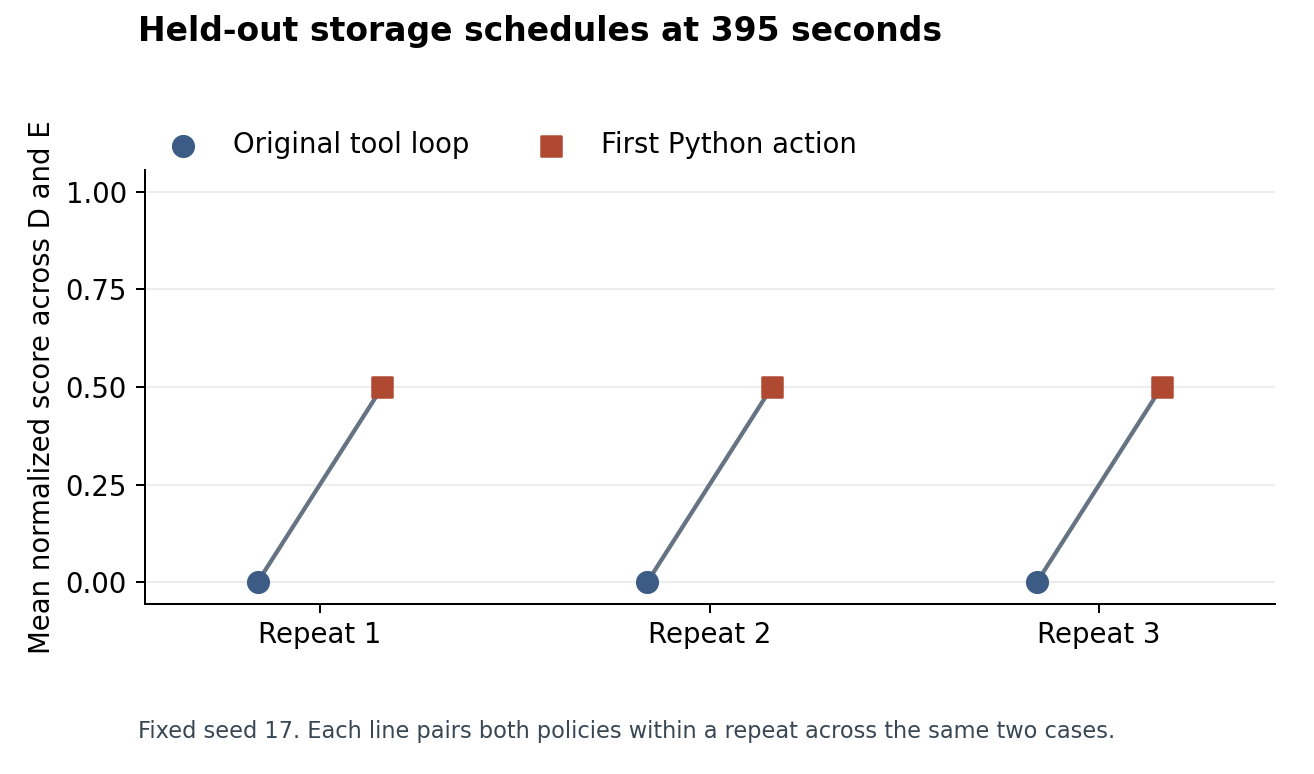 Held-out storage schedules at 395 seconds
Original tool loop
First Python action
Mean normalized score across D and E
1.00
0.75
0.50
0.25
0.00
Repeat 1
Repeat 2
Repeat 3
Fixed seed 17. Each line pairs both policies within a repeat across the same two cases.